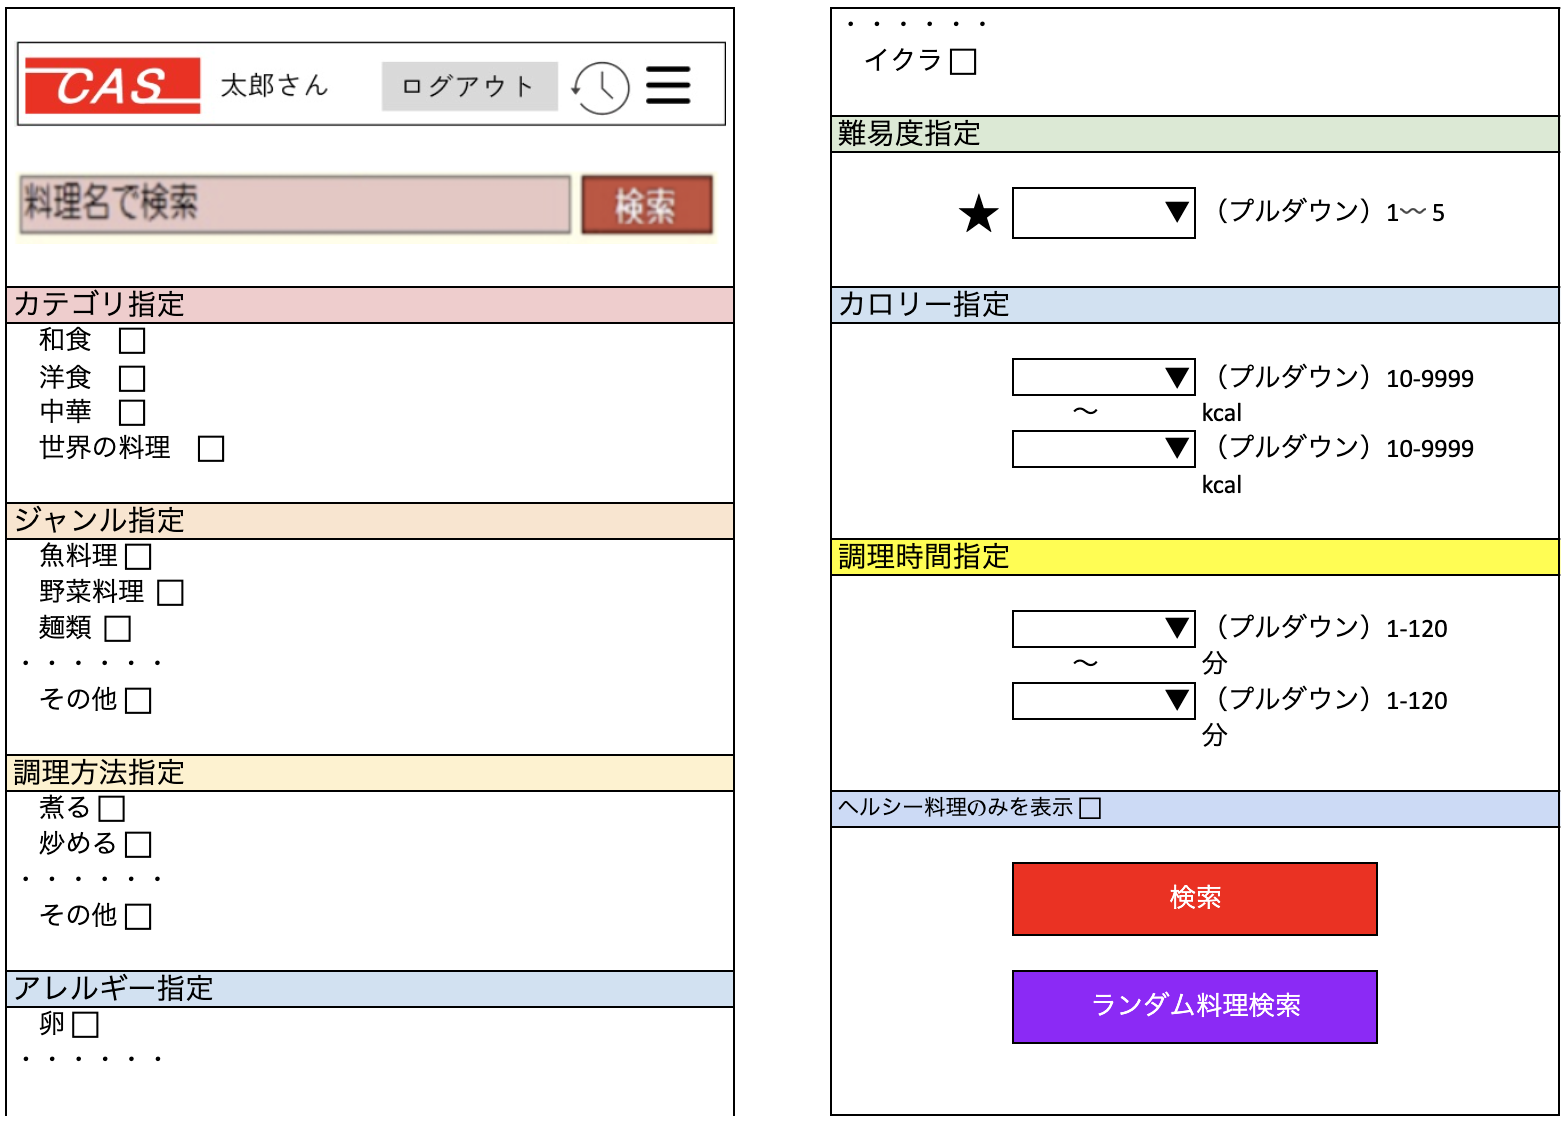 CAS 太郎さん ログアウト
料理名で検索 検索
カテゴリ指定
和食 □
洋食 □
中華 □
世界の料理 □
ジャンル指定
魚料理 □
野菜料理 □
麺類 □
・・・・・・
その他 □
調理方法指定
煮る □
炒める □
・・・・・・
その他 □
アレルギー指定
卵 □
・・・・・・
・・・・・・
イクラ □
難易度指定
★ ▼ （プルダウン）1〜5
カロリー指定
▼ （プルダウン）10-9999
〜 kcal
▼ （プルダウン）10-9999
kcal
調理時間指定
▼ （プルダウン）1-120
〜 分
▼ （プルダウン）1-120
分
ヘルシー料理のみを表示 □
検索
ランダム料理検索